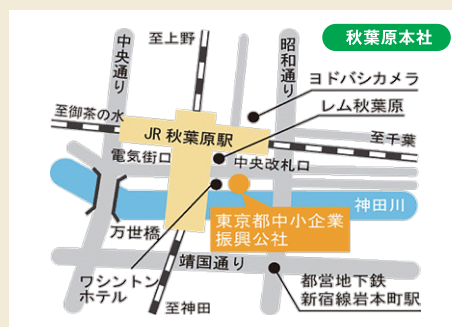 秋葉原本社
中央通り
至上野
昭和通り
ヨドバシカメラ
レム秋葉原
至御茶の水
JR 秋葉原駅
至千葉
電気街口
中央改札口
神田川
万世橋
東京都中小企業
振興公社
靖国通り
ワシントン
ホテル
都営地下鉄
新宿線岩本町駅
至神田